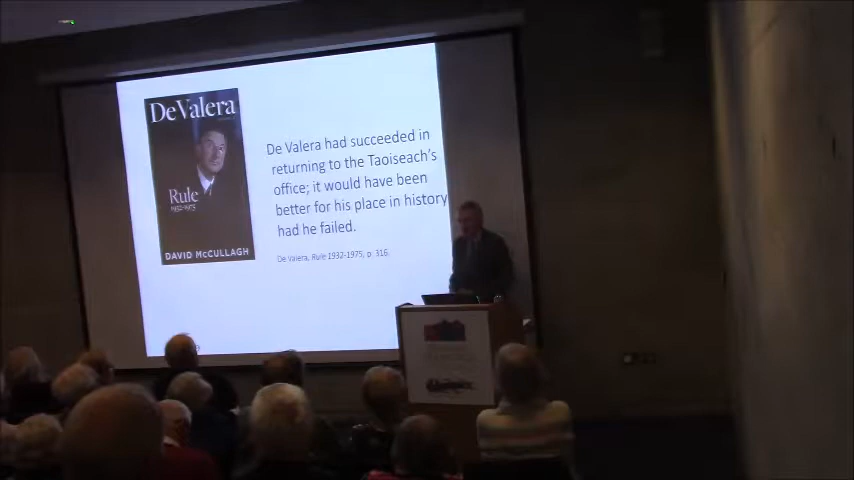 De Valera
Rule
1932-1975
DAVID McCULLAGH
De Valera had succeeded in
returning to the Taoiseach's
office; it would have been
better for his place in history
had he failed.
De Valera, Rule 1932-1975, p. 316.